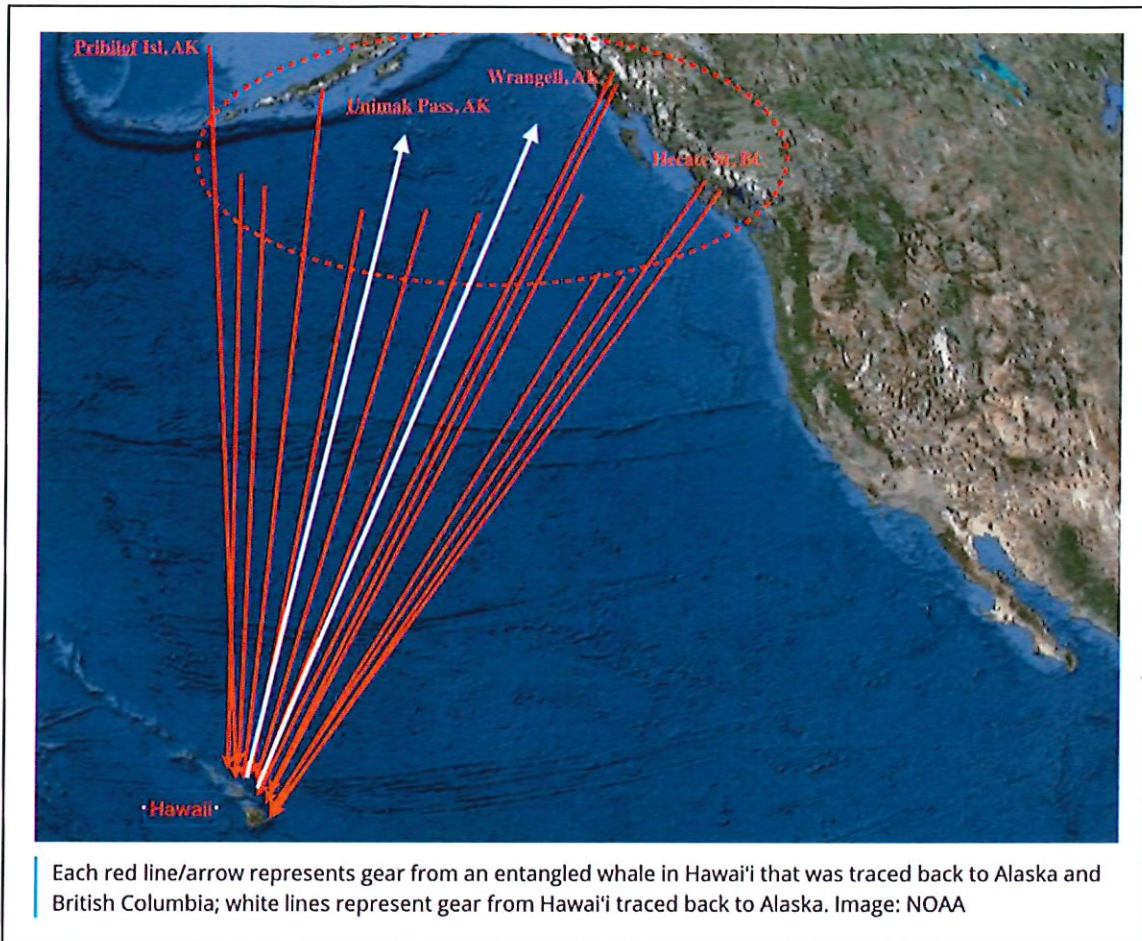 Pribilof Isl, AK
Wrangell, AK
Unimak Pass, AK
Hecate St, BC
Hawaii
Each red line/arrow represents gear from an entangled whale in Hawai'i that was traced back to Alaska and
British Columbia; white lines represent gear from Hawai'i traced back to Alaska. Image: NOAA